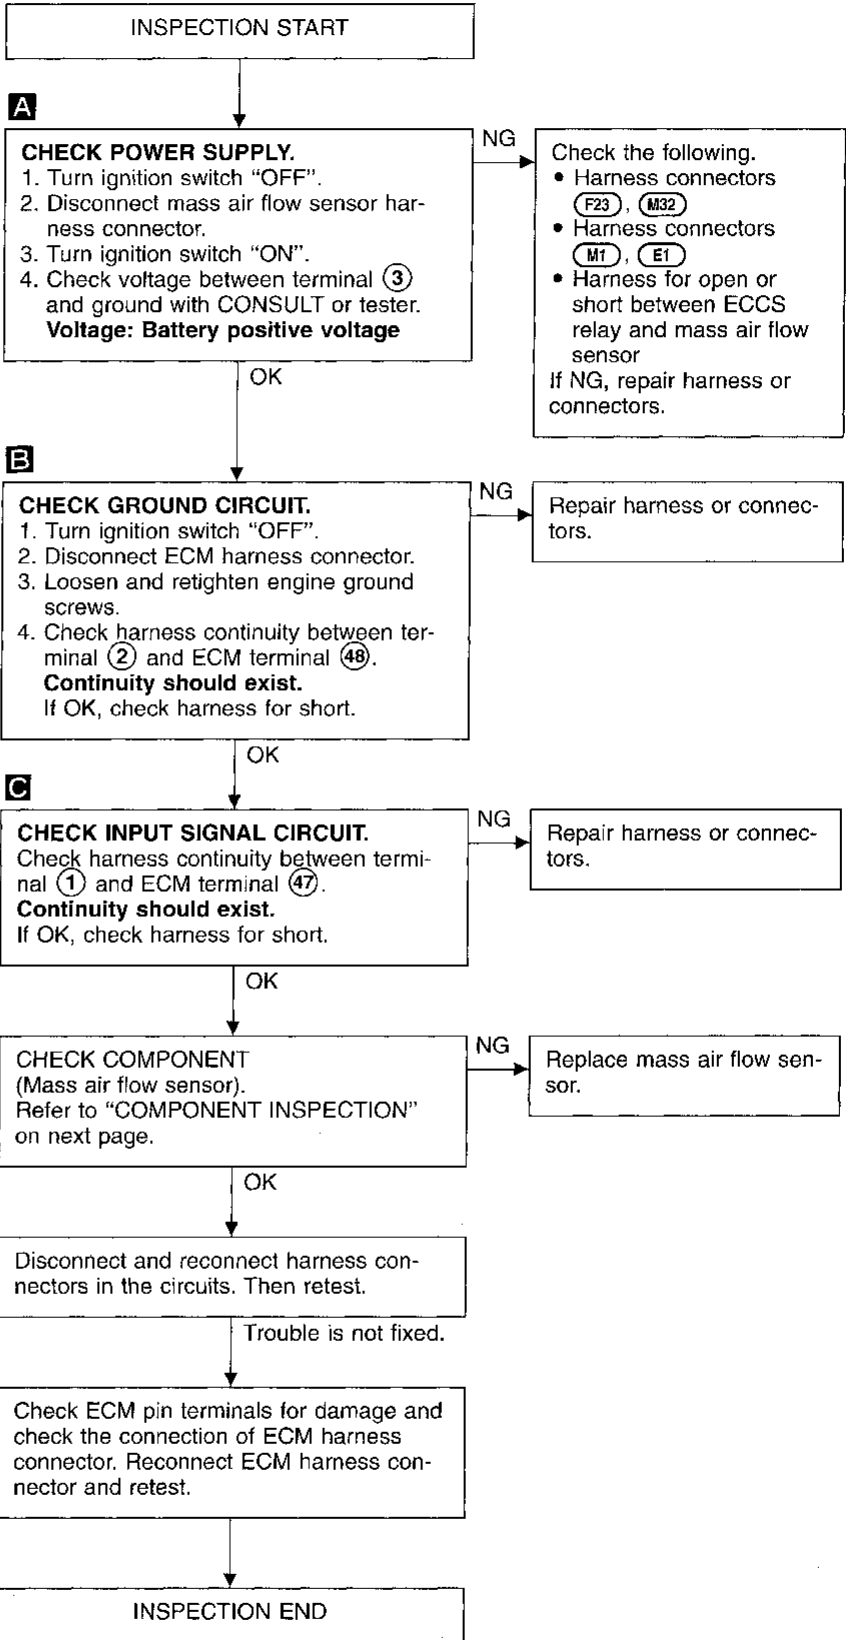 INSPECTION START
A
CHECK POWER SUPPLY.
1. Turn ignition switch “OFF”.
2. Disconnect mass air flow sensor har-
ness connector.
3. Turn ignition switch “ON”.
4. Check voltage between terminal ③
and ground with CONSULT or tester.
Voltage: Battery positive voltage
NG
Check the following.
• Harness connectors
F23, M32
• Harness connectors
M1, E1
• Harness for open or
short between ECCS
relay and mass air flow
sensor
If NG, repair harness or
connectors.
OK
B
CHECK GROUND CIRCUIT.
1. Turn ignition switch “OFF”.
2. Disconnect ECM harness connector.
3. Loosen and retighten engine ground
screws.
4. Check harness continuity between ter-
minal ② and ECM terminal ㊽.
Continuity should exist.
If OK, check harness for short.
NG
Repair harness or connec-
tors.
OK
C
CHECK INPUT SIGNAL CIRCUIT.
Check harness continuity between termi-
nal ① and ECM terminal ㊼.
Continuity should exist.
If OK, check harness for short.
NG
Repair harness or connec-
tors.
OK
CHECK COMPONENT
(Mass air flow sensor).
Refer to “COMPONENT INSPECTION”
on next page.
NG
Replace mass air flow sen-
sor.
OK
Disconnect and reconnect harness con-
nectors in the circuits. Then retest.
Trouble is not fixed.
Check ECM pin terminals for damage and
check the connection of ECM harness
connector. Reconnect ECM harness con-
nector and retest.
INSPECTION END